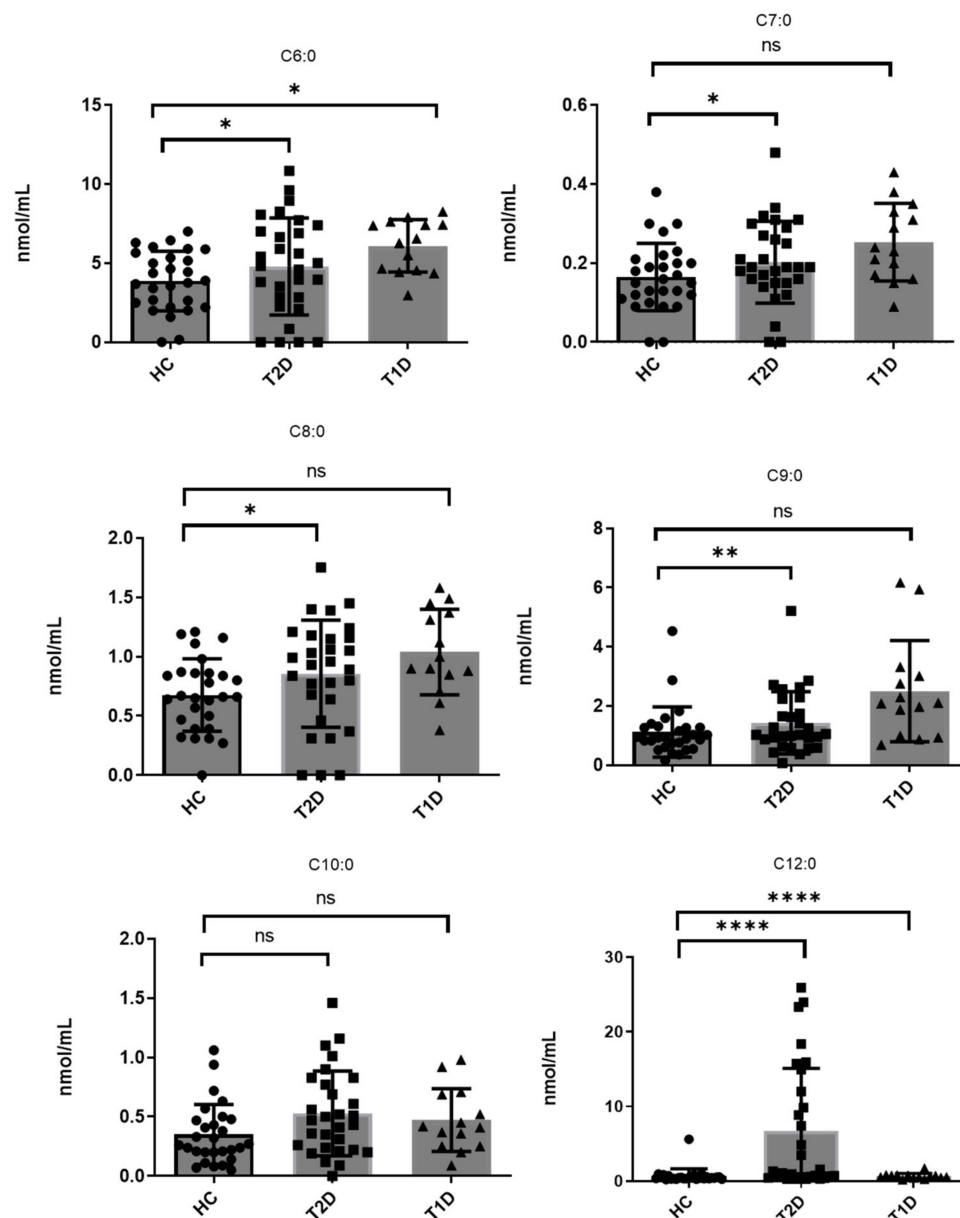 C6:0
*
*
15
10
5
0
nmol/mL
HC
T2D
T1D
C7:0
ns
*
0.6
0.4
0.2
0.0
nmol/mL
HC
T2D
T1D
C8:0
ns
*
2.0
1.5
1.0
0.5
0.0
nmol/mL
HC
T2D
T1D
C9:0
ns
**
8
6
4
2
0
nmol/mL
HC
T2D
T1D
C10:0
ns
ns
2.0
1.5
1.0
0.5
0.0
nmol/mL
HC
T2D
T1D
C12:0
****
****
30
20
10
0
nmol/mL
HC
T2D
T1D